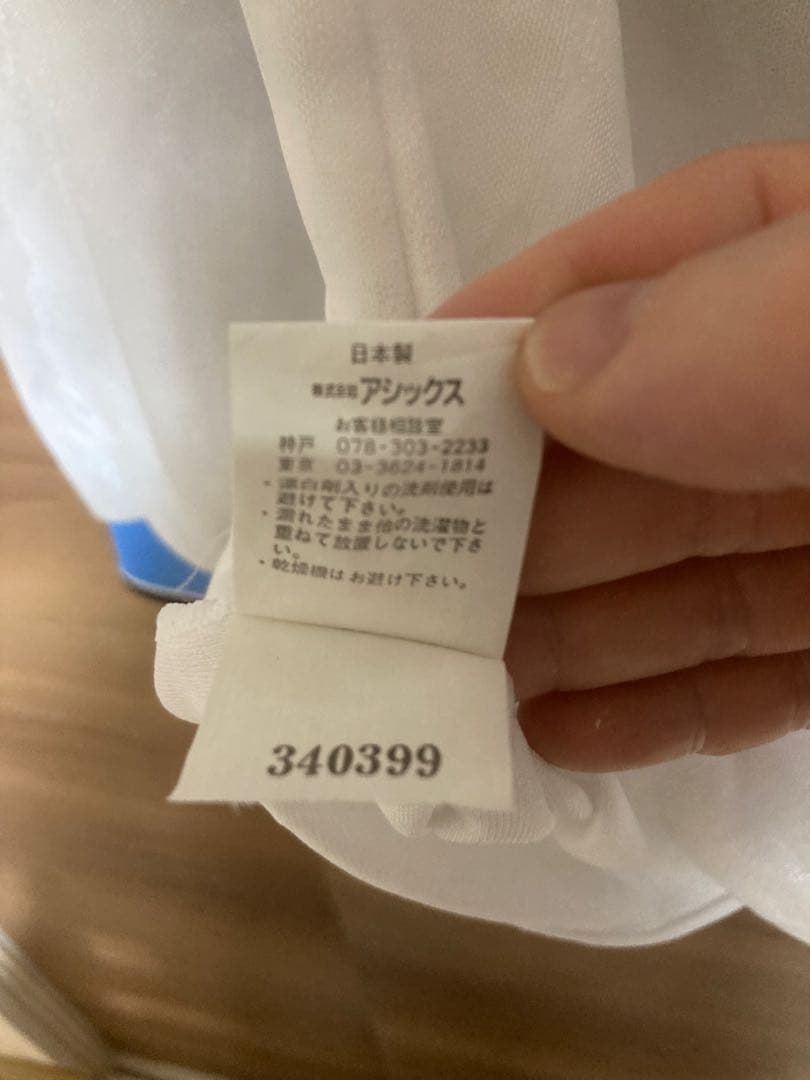 日本製
株式会社アシックス
お客様相談室
神戸 078-303-2233
東京 03-3624-1814
・漂白剤入りの洗剤使用は
避けて下さい。
・濡れたまま他の洗濯物と
重ねて放置しないで下さ
い。
・乾燥機はお避け下さい。
340399